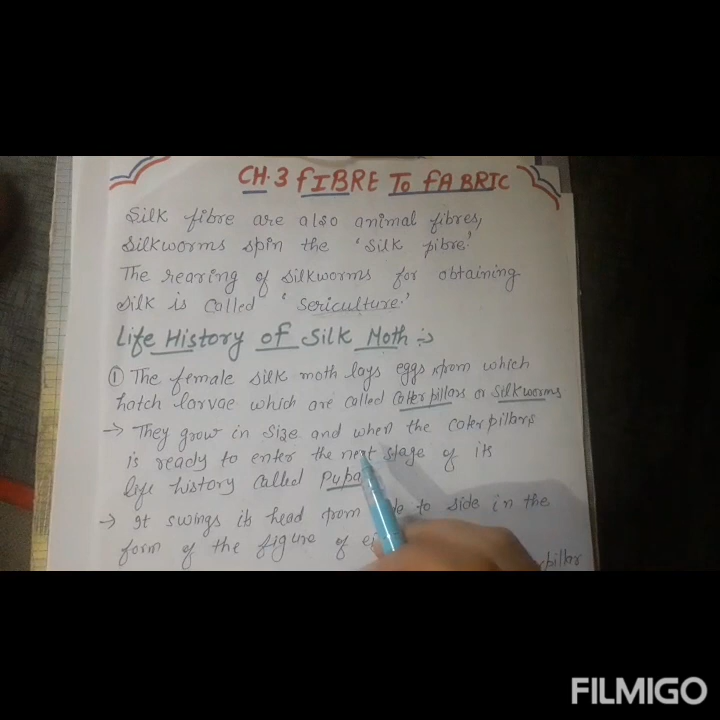 CH.3 FIBRE To FABRIC
Silk fibre are also animal fibres,
Silkworms spin the 'Silk fibre.'
The rearing of silkworms for obtaining
silk is called 'Sericulture.'
Life History of Silk Moth :-
① The female silk moth lays eggs from which
hatch larvae which are called Caterpillars or Silkworms
→ They grow in size and when the caterpillars
is ready to enter the next stage of its
life history called Pupa
→ It swings its head from to side in the
form of the figure of
FILMIGO